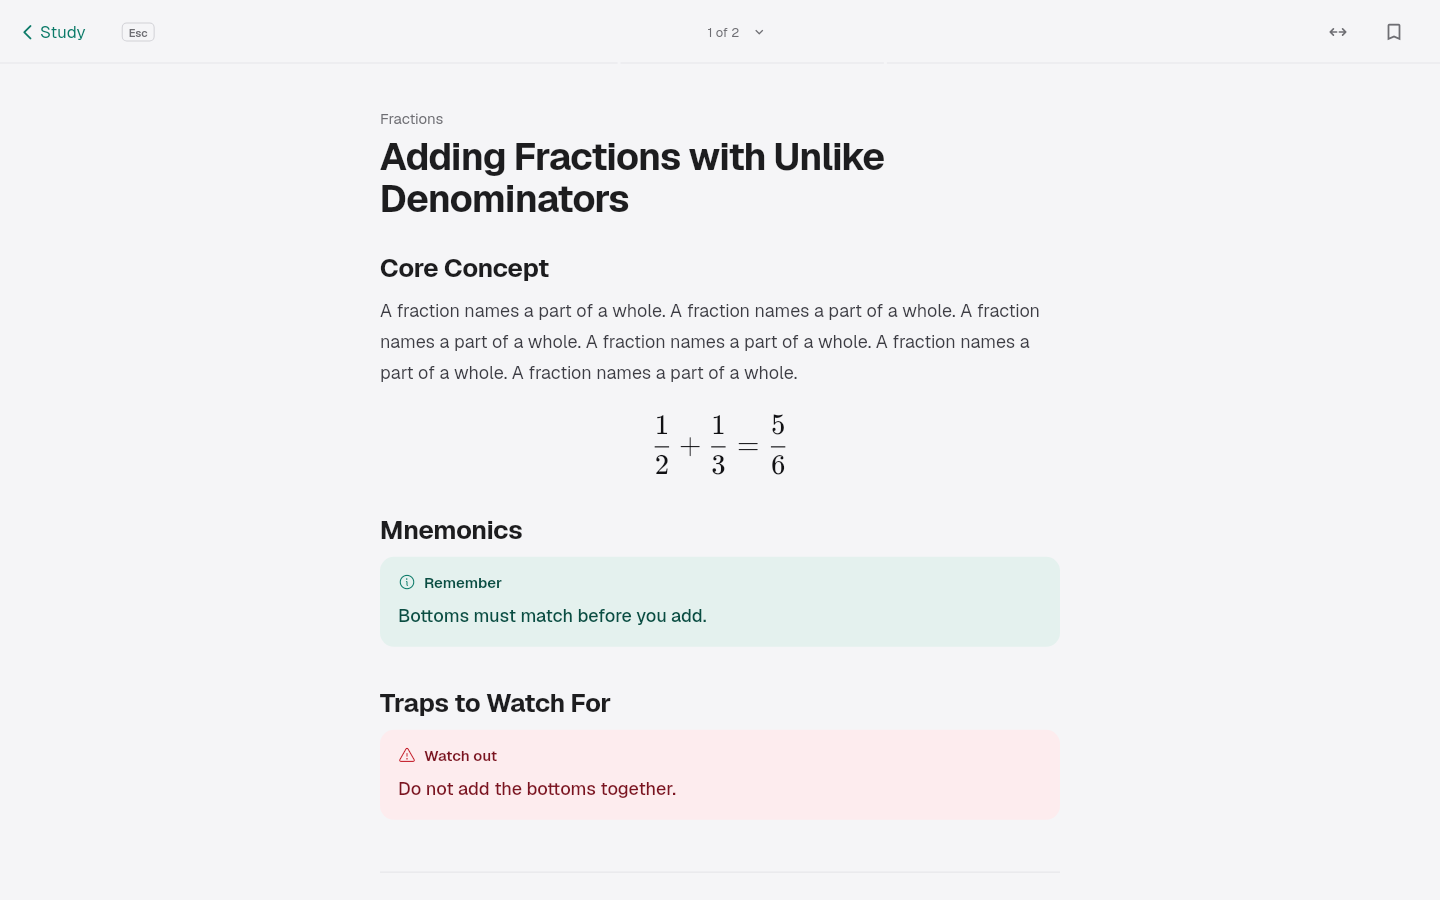 Study
Esc
1 of 2
Fractions
Adding Fractions with Unlike
Denominators
Core Concept
A fraction names a part of a whole. A fraction names a part of a whole. A fraction
names a part of a whole. A fraction names a part of a whole. A fraction names a
part of a whole. A fraction names a part of a whole.
1/2 + 1/3 = 5/6
Mnemonics
Remember
Bottoms must match before you add.
Traps to Watch For
Watch out
Do not add the bottoms together.